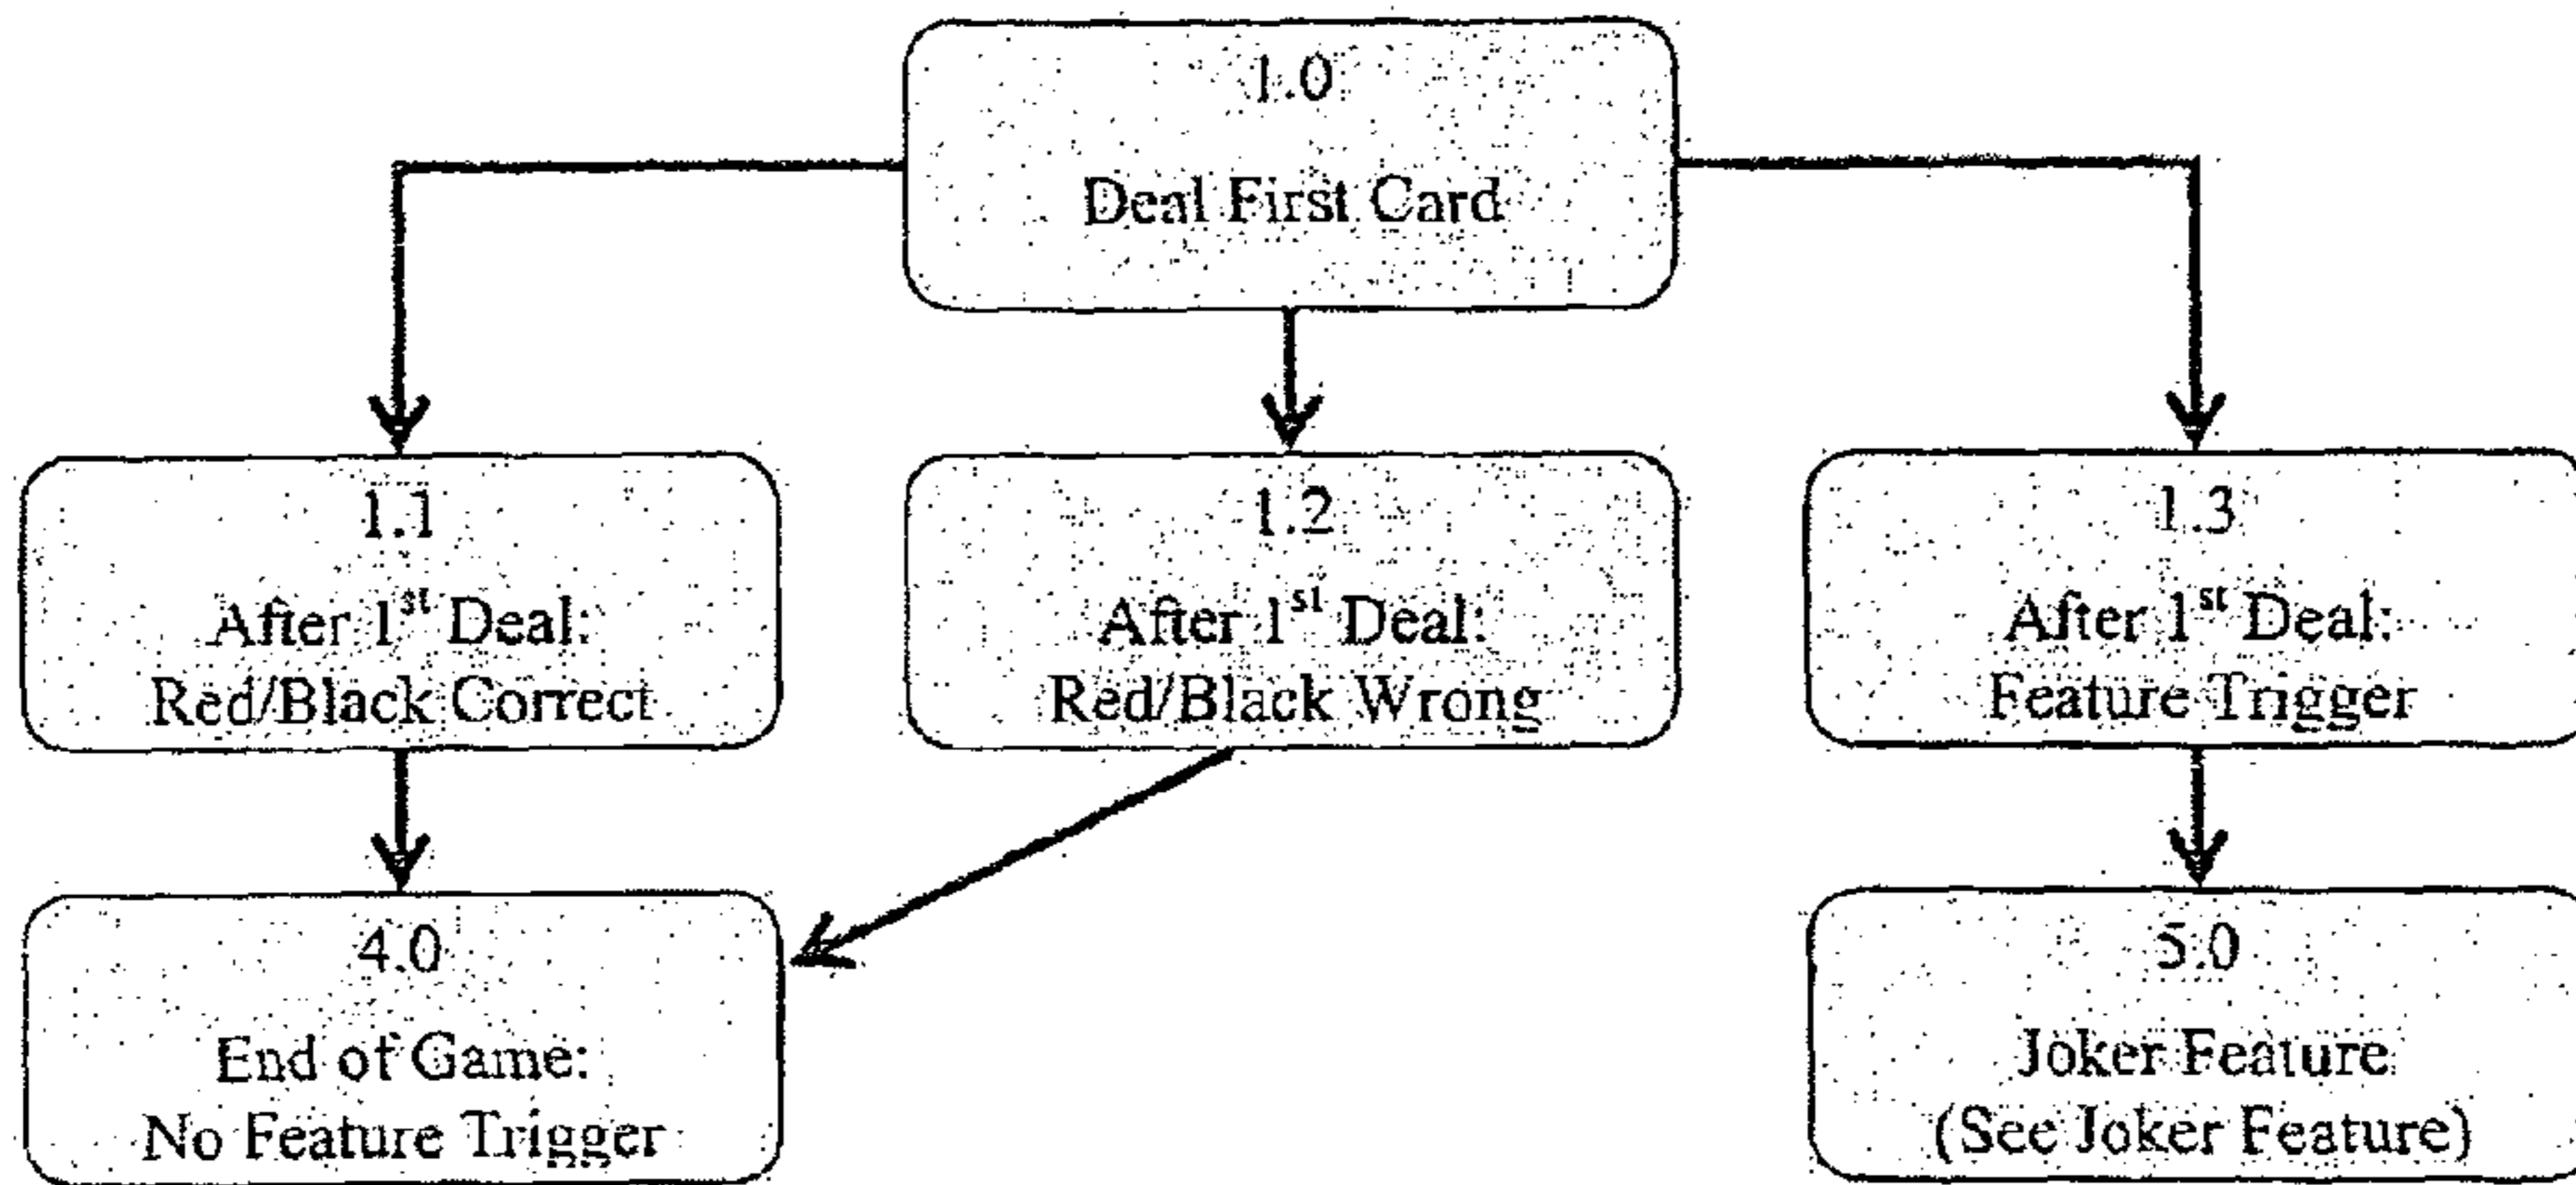 1.0
Deal First Card
1.1
After 1st Deal:
Red/Black Correct
1.2
After 1st Deal:
Red/Black Wrong
1.3
After 1st Deal:
Feature Trigger
4.0
End of Game:
No Feature Trigger
5.0
Joker Feature
(See Joker Feature)